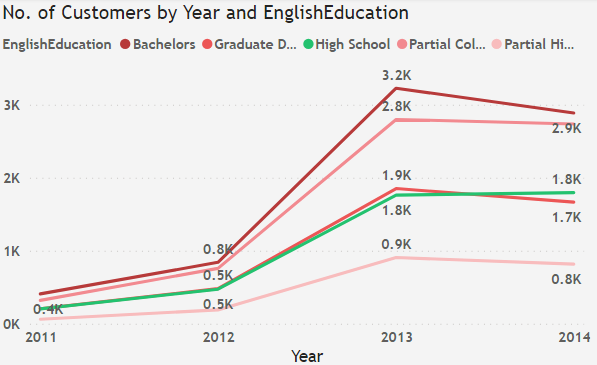 No. of Customers by Year and EnglishEducation
EnglishEducation Bachelors Graduate D... High School Partial Col... Partial Hi...
3.2K
3K
2.8K
2.9K
2K
1.9K
1.8K
1.8K
1.7K
1K
0.8K
0.9K
0.5K
0.8K
0.5K
0.4K
0K
2011 2012 2013 2014
Year